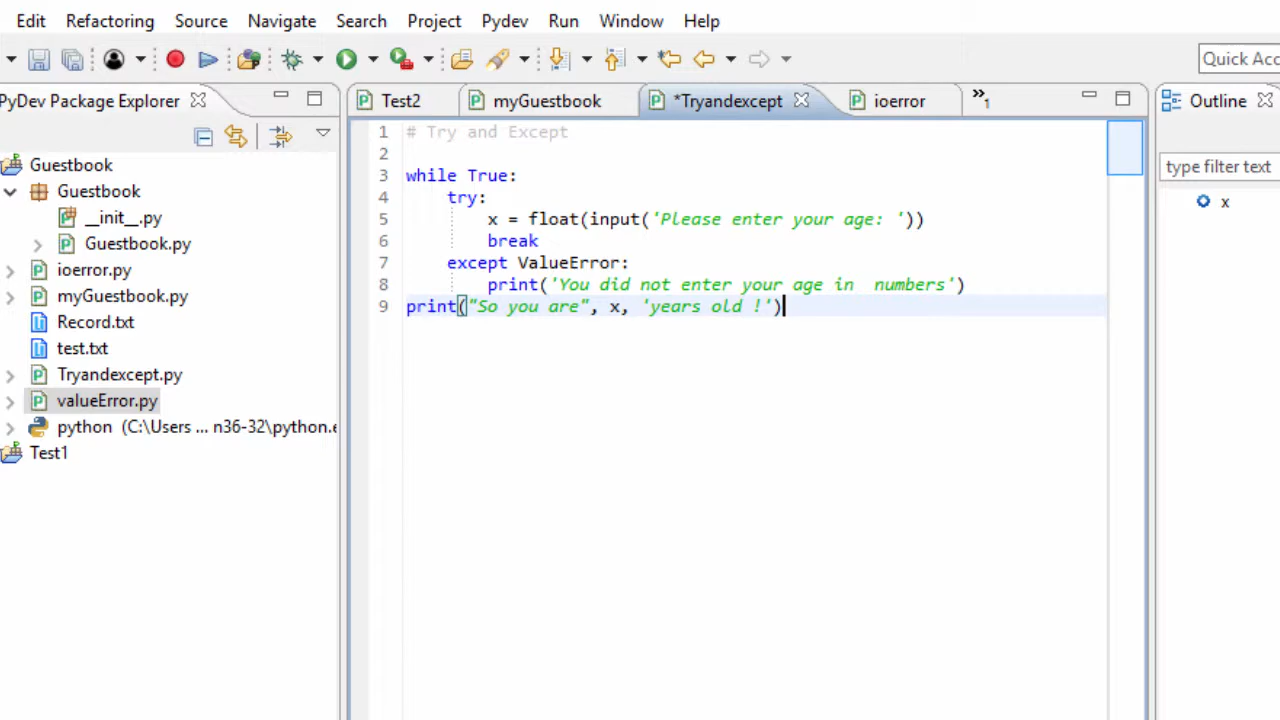 Edit Refactoring Source Navigate Search Project Pydev Run Window Help
Quick Acc
PyDev Package Explorer
Test2 myGuestbook *Tryandexcept ioerror »1
Outline
type filter text
x
Guestbook
Guestbook
__init__.py
Guestbook.py
ioerror.py
myGuestbook.py
Record.txt
test.txt
Tryandexcept.py
valueError.py
python (C:\Users ... n36-32\python.e
Test1
1 # Try and Except
2
3 while True:
4 try:
5 x = float(input('Please enter your age: '))
6 break
7 except ValueError:
8 print('You did not enter your age in  numbers')
9 print("So you are", x, 'years old !')